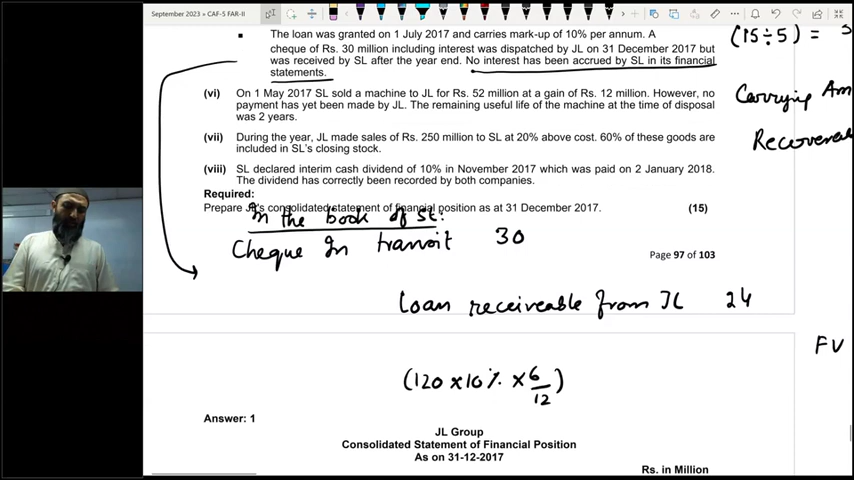 September 2023 > CAF-5 FAR-II
The loan was granted on 1 July 2017 and carries mark-up of 10% per annum. A
cheque of Rs. 30 million including interest was dispatched by JL on 31 December 2017 but
was received by SL after the year end. No interest has been accrued by SL in its financial
statements.
(15÷5) =
(vi) On 1 May 2017 SL sold a machine to JL for Rs. 52 million at a gain of Rs. 12 million. However, no
payment has yet been made by JL. The remaining useful life of the machine at the time of disposal
was 2 years.
Carrying Am
(vii) During the year, JL made sales of Rs. 250 million to SL at 20% above cost. 60% of these goods are
included in SL's closing stock.
(viii) SL declared interim cash dividend of 10% in November 2017 which was paid on 2 January 2018.
The dividend has correctly been recorded by both companies.
Required:
Prepare consolidated statement of financial position as at 31 December 2017. (15)
In the book of SL:
Cheque In transit 30
Page 97 of 103
Loan receiveable from JL 24
FV
(120 x 10% x 6/12)
Answer: 1
JL Group
Consolidated Statement of Financial Position
As on 31-12-2017
Rs. in Million